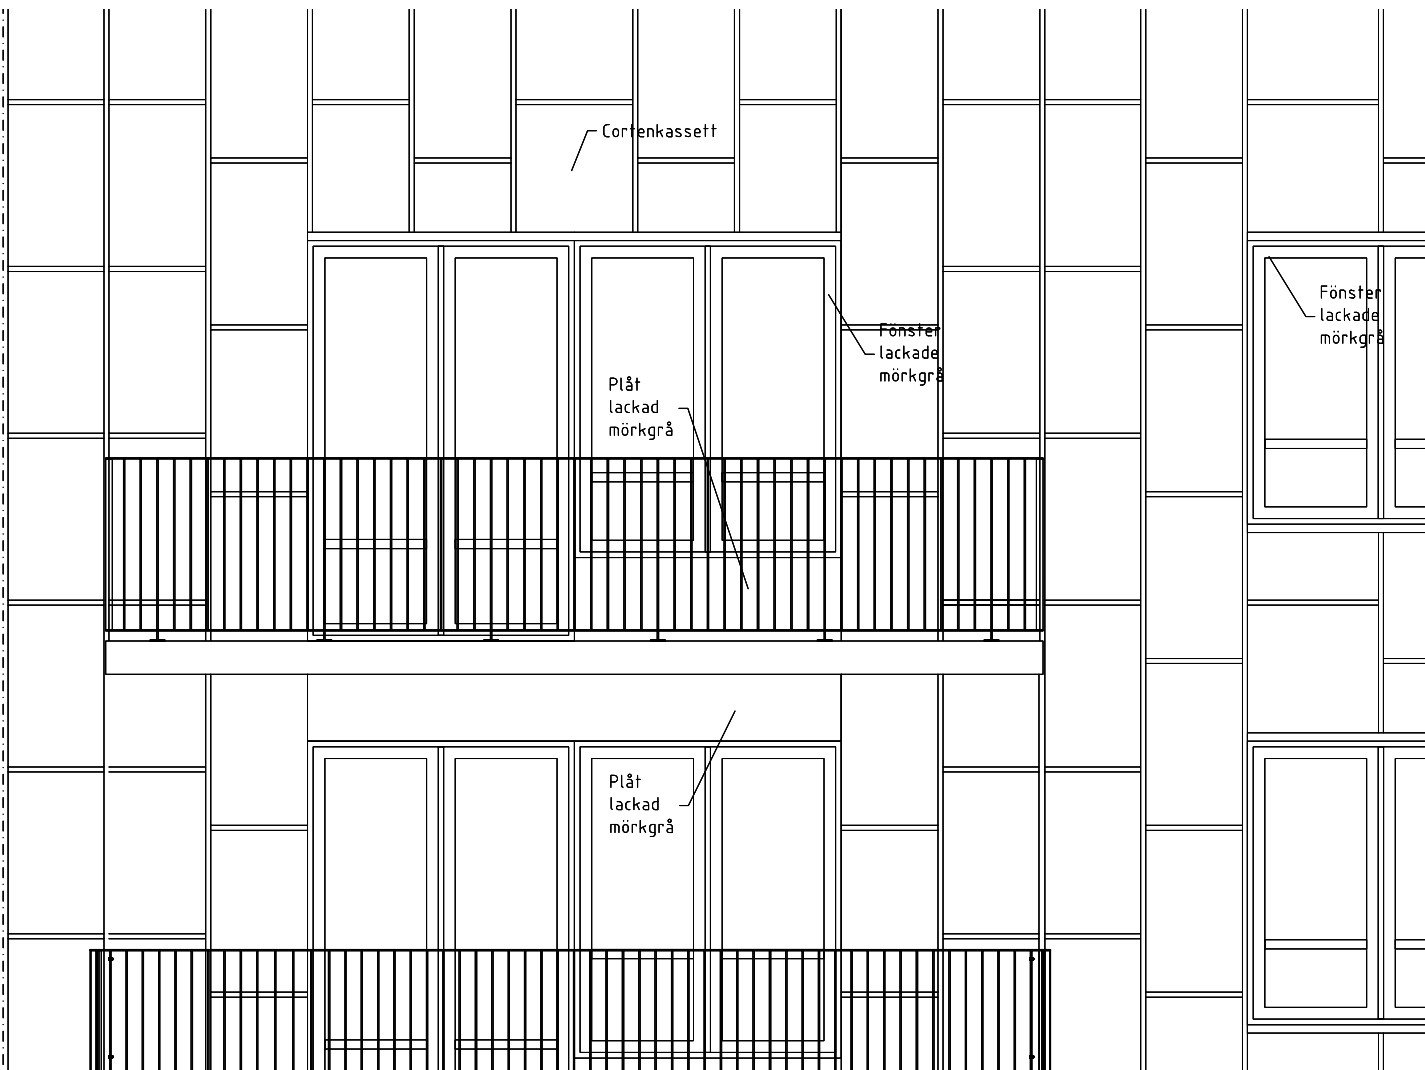 Cortenkassett
Fönster
lackade
mörkgrå
Fönster
lackade
mörkgrå
Plåt
lackad
mörkgrå
Plåt
lackad
mörkgrå